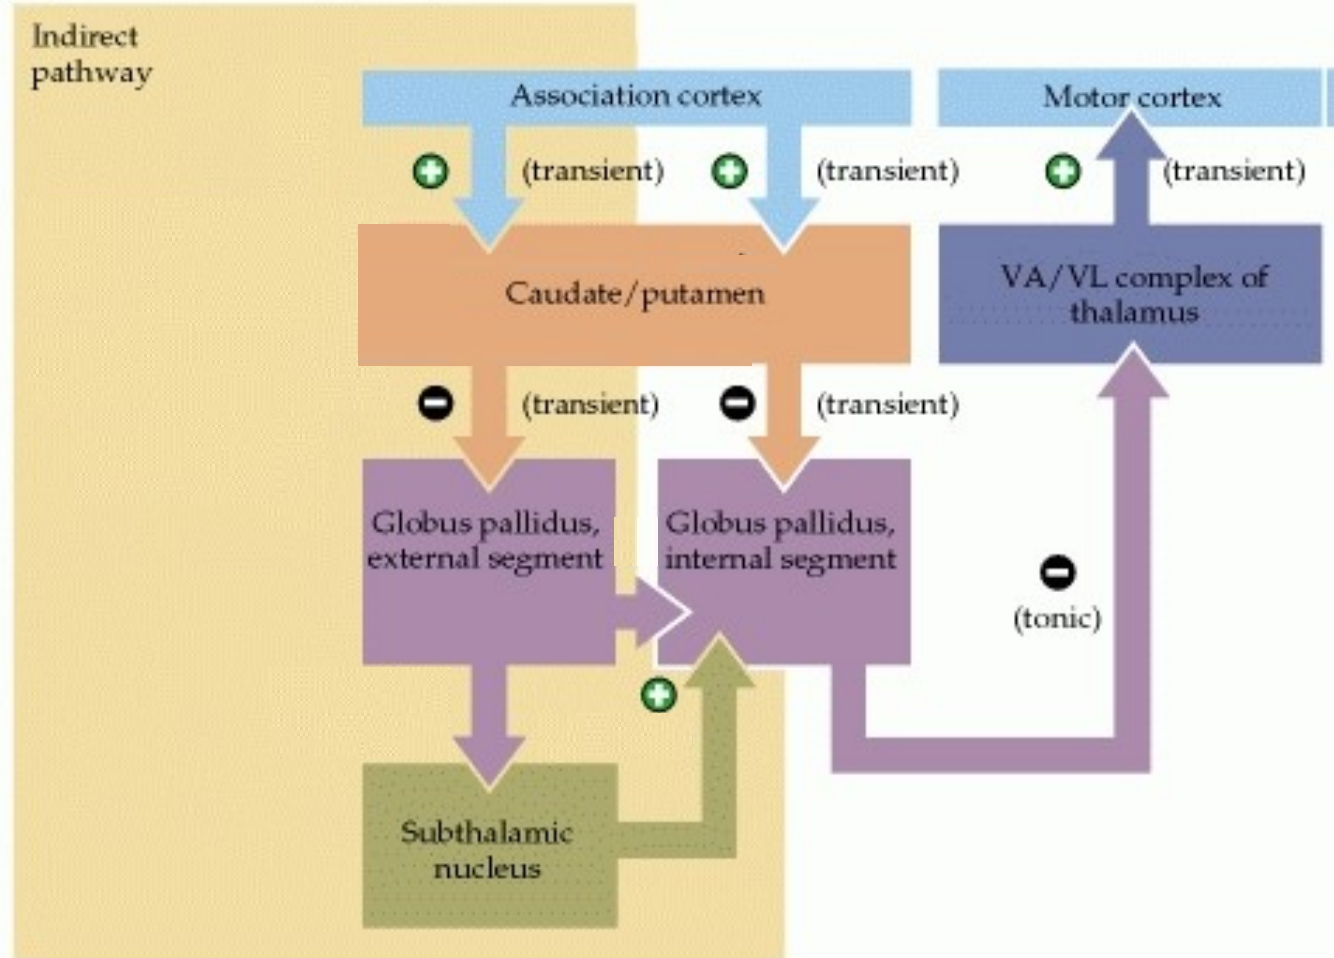 Indirect
pathway
Association cortex
Motor cortex
(transient)
(transient)
(transient)
Caudate/putamen
VA/VL complex of
thalamus
(transient)
(transient)
Globus pallidus,
external segment
Globus pallidus,
internal segment
(tonic)
Subthalamic
nucleus